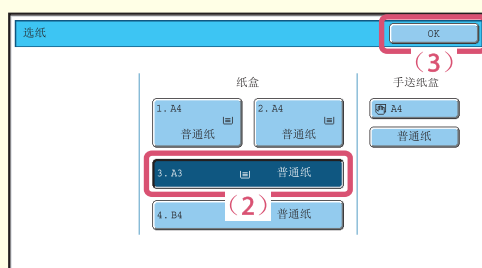 选纸
OK
(3)
纸盒
手送纸盒
1. A4
普通纸
2. A4
普通纸
A4
普通纸
3. A3 普通纸
(2)
4. B4 普通纸